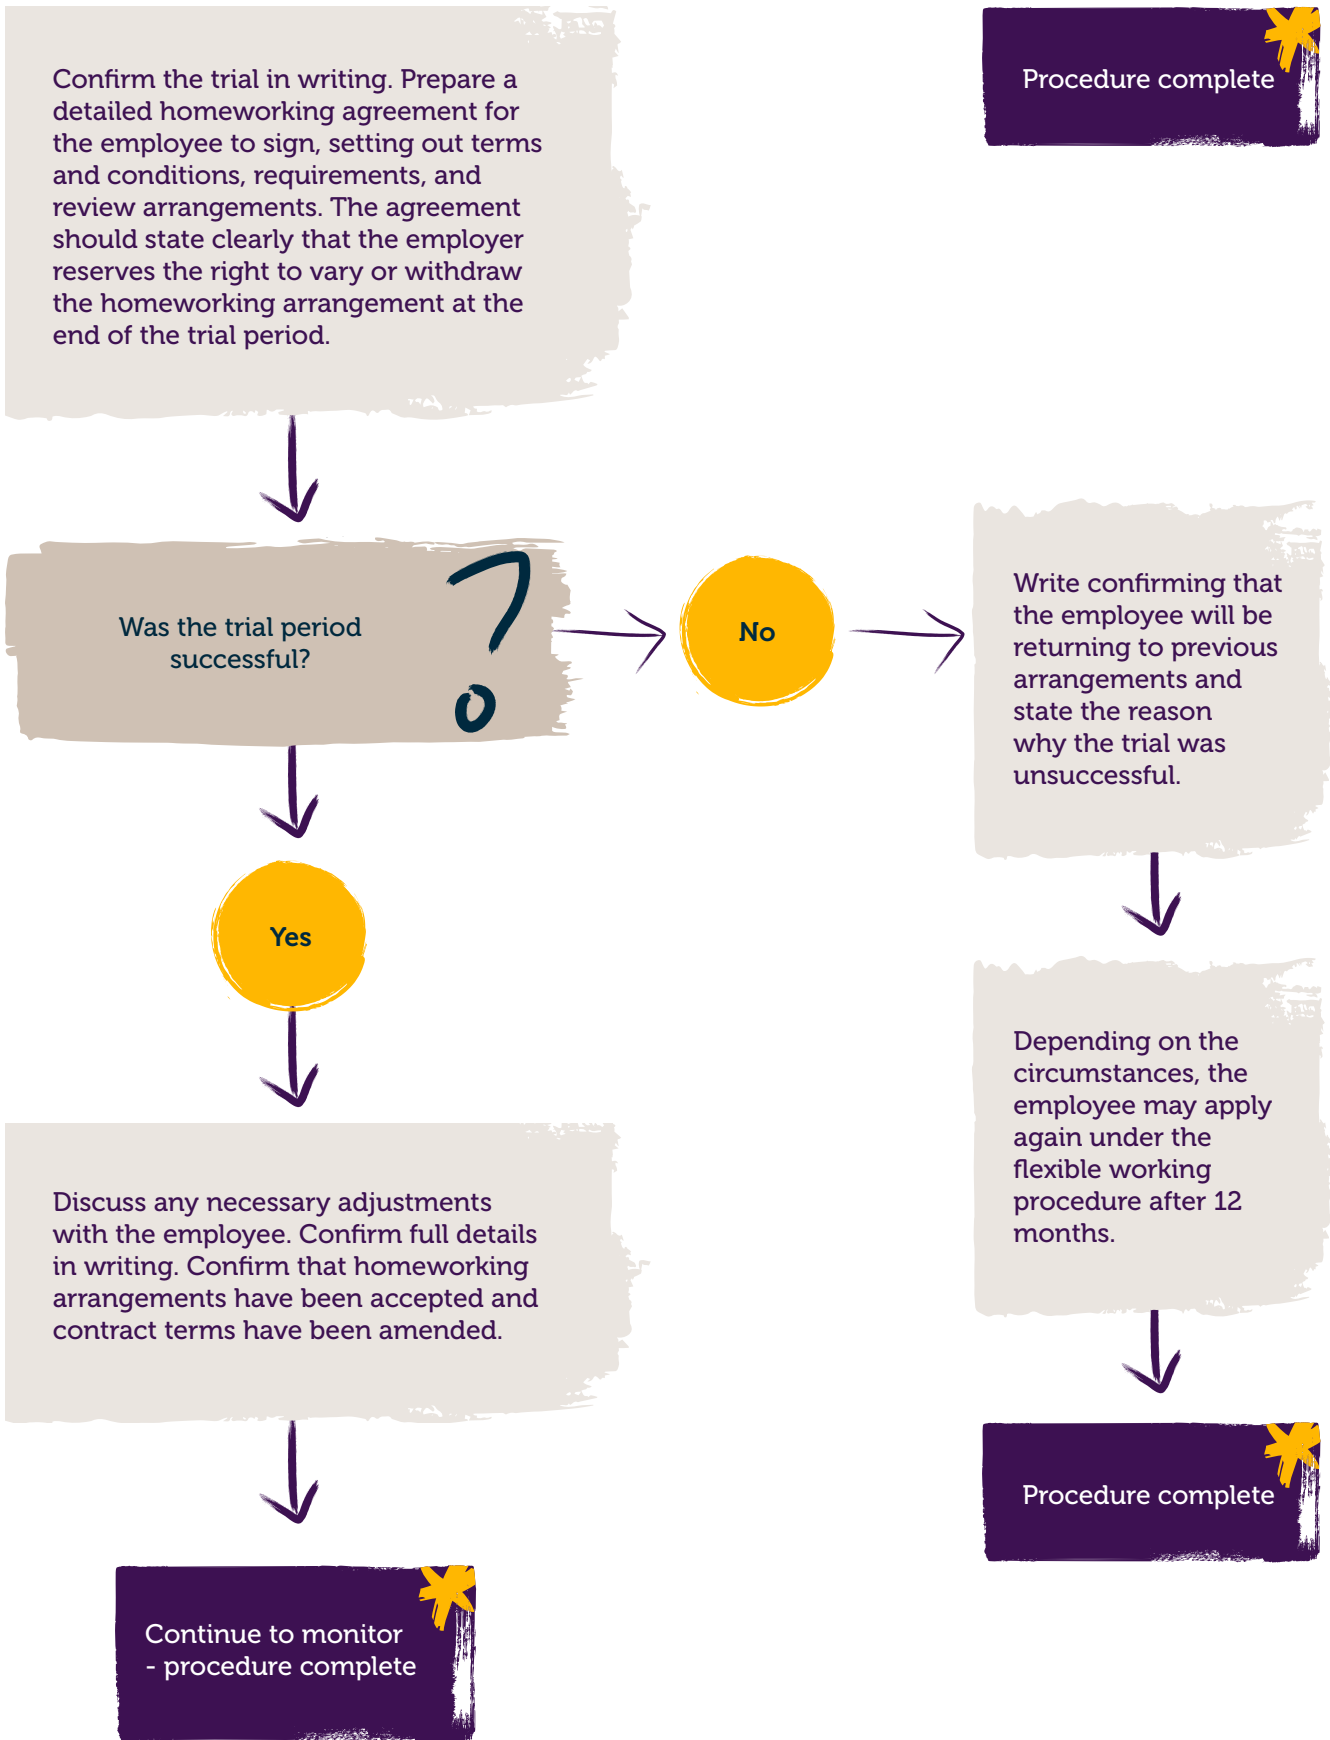 Confirm the trial in writing. Prepare a
detailed homeworking agreement for
the employee to sign, setting out terms
and conditions, requirements, and
review arrangements. The agreement
should state clearly that the employer
reserves the right to vary or withdraw
the homeworking arrangement at the
end of the trial period.
Procedure complete
Was the trial period
successful?
No
Write confirming that
the employee will be
returning to previous
arrangements and
state the reason
why the trial was
unsuccessful.
Yes
Depending on the
circumstances, the
employee may apply
again under the
flexible working
procedure after 12
months.
Discuss any necessary adjustments
with the employee. Confirm full details
in writing. Confirm that homeworking
arrangements have been accepted and
contract terms have been amended.
Procedure complete
Continue to monitor
- procedure complete